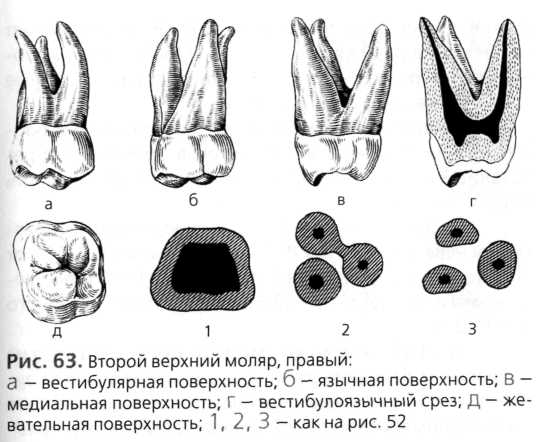 а б в г
д 1 2 3
Рис. 63. Второй верхний моляр, правый:
а — вестибулярная поверхность; б — язычная поверхность; в —
медиальная поверхность; г — вестибулоязычный срез; д — же-
вательная поверхность; 1, 2, 3 — как на рис. 52